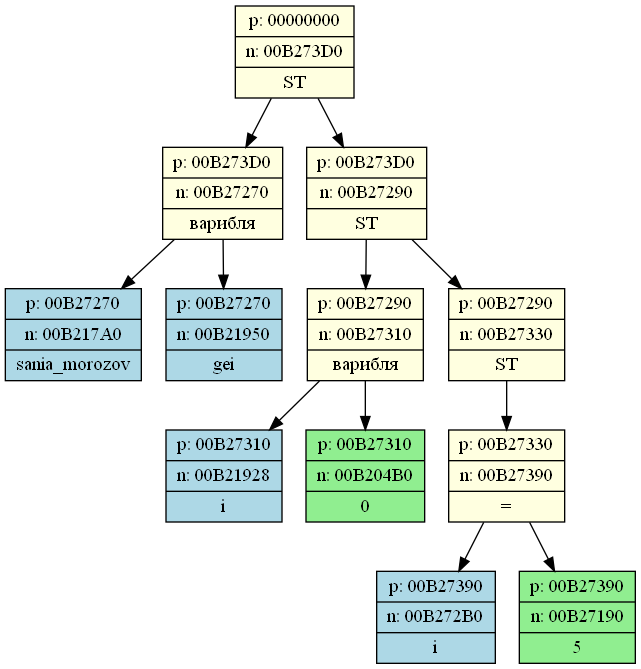 p: 00000000
n: 00B273D0
ST
p: 00B273D0
n: 00B27270
варибля
p: 00B273D0
n: 00B27290
ST
p: 00B27270
n: 00B217A0
sania_morozov
p: 00B27270
n: 00B21950
gei
p: 00B27290
n: 00B27310
варибля
p: 00B27290
n: 00B27330
ST
p: 00B27310
n: 00B21928
i
p: 00B27310
n: 00B204B0
0
p: 00B27330
n: 00B27390
=
p: 00B27390
n: 00B272B0
i
p: 00B27390
n: 00B27190
5